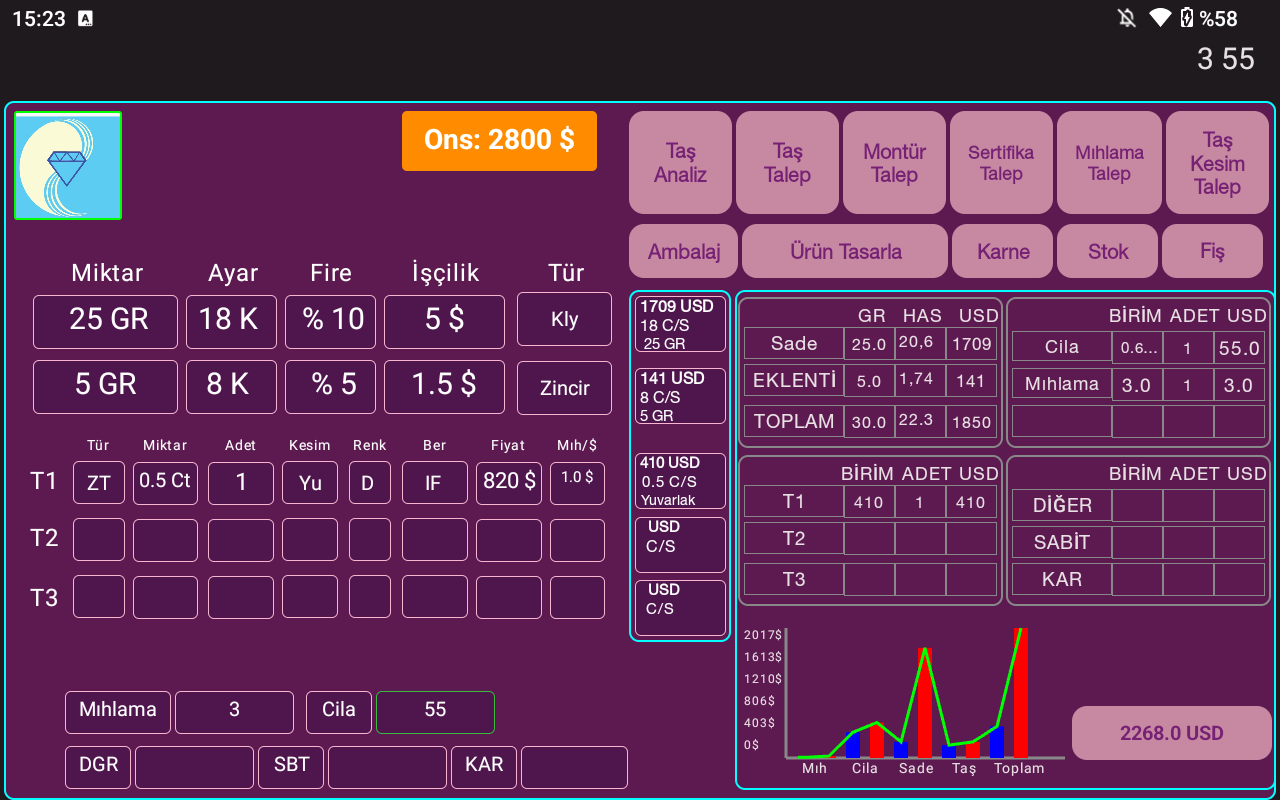 15:23 A %58
3 55
Ons: 2800 $
Taş Analiz
Taş Talep
Montür Talep
Sertifika Talep
Mıhlama Talep
Taş Kesim Talep
Ambalaj
Ürün Tasarla
Karne
Stok
Fiş
Miktar Ayar Fire İşçilik Tür
25 GR 18 K % 10 5 $ Kly
5 GR 8 K % 5 1.5 $ Zincir
Tür Miktar Adet Kesim Renk Ber Fiyat Mıh/$
T1 ZT 0.5 Ct 1 Yu D IF 820 $ 1.0 $
T2
T3
Mıhlama 3 Cila 55
DGR SBT KAR
1709 USD
18 C/S
25 GR
141 USD
8 C/S
5 GR
410 USD
0.5 C/S
Yuvarlak
USD
C/S
USD
C/S
GR HAS USD
Sade 25.0 20,6 1709
EKLENTİ 5.0 1,74 141
TOPLAM 30.0 22.3 1850
BİRİM ADET USD
Cila 0.6... 1 55.0
Mıhlama 3.0 1 3.0
BİRİM ADET USD
T1 410 1 410
T2
T3
BİRİM ADET USD
DİĞER
SABİT
KAR
2017$
1613$
1210$
806$
403$
0$
Mıh Cila Sade Taş Toplam
2268.0 USD